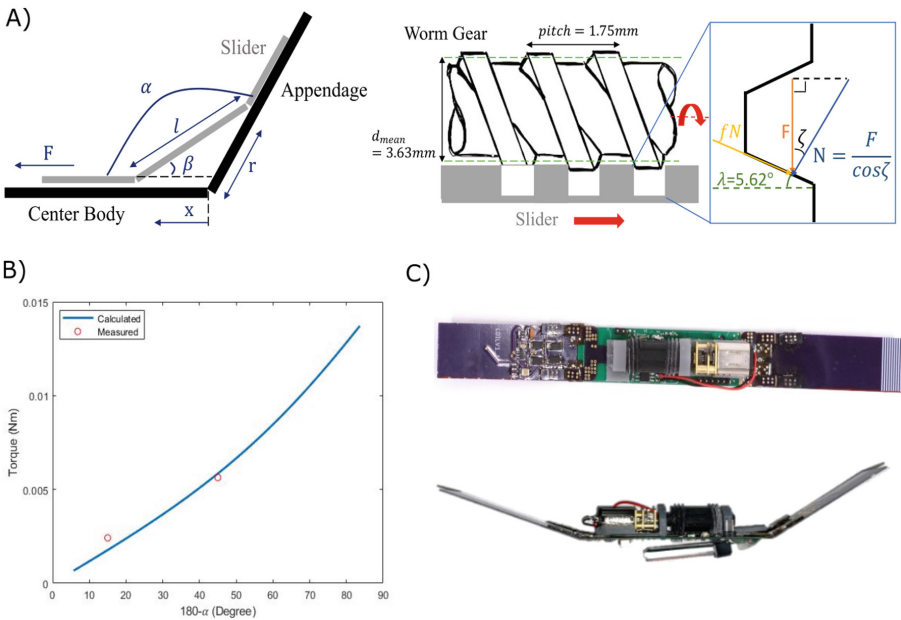 A)
Slider
α
Appendage
l
F
β
r
Center Body
x
Worm Gear
pitch = 1.75mm
d_mean
= 3.63mm
Slider
fN
F
ζ
N = F / cosζ
λ=5.62°
B)
Calculated
Measured
Torque (Nm)
0.015
0.01
0.005
0
0 10 20 30 40 50 60 70 80 90
180-α (Degree)
C)